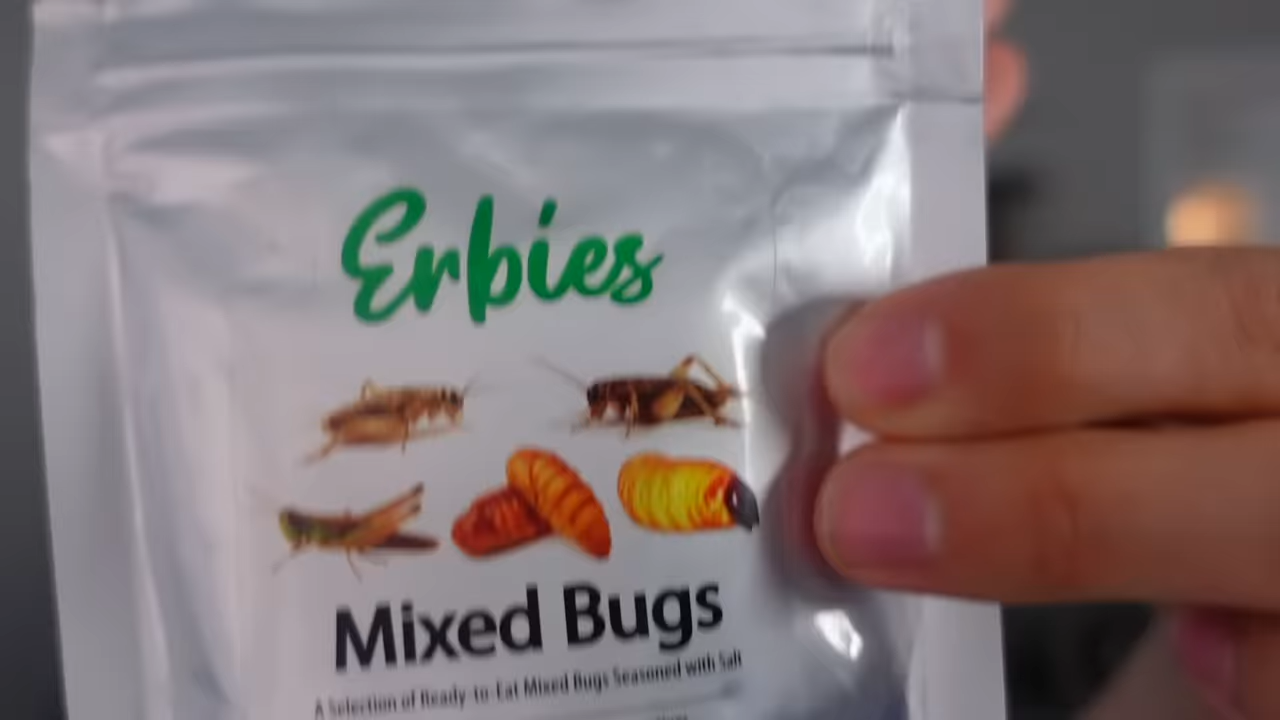 Erbies
Mixed Bugs
A Selection of Ready-to-Eat Mixed Bugs Seasoned with Salt